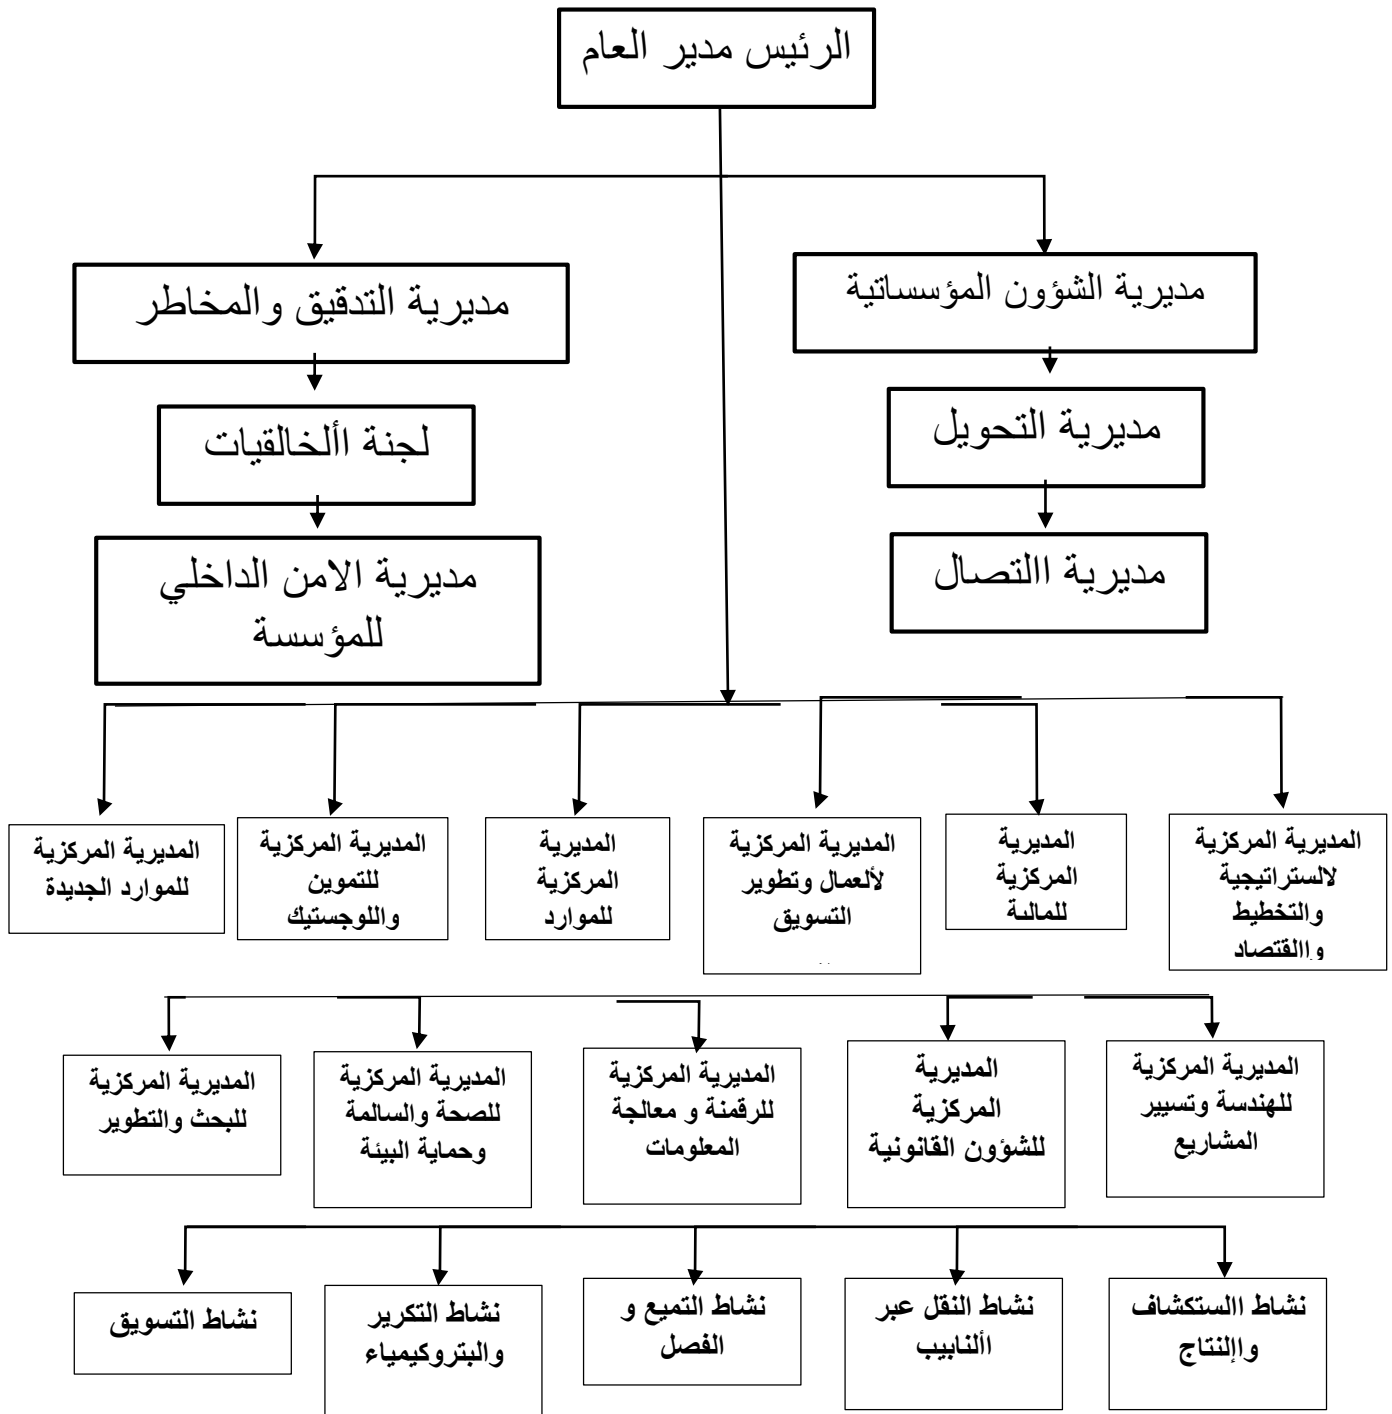 الرئيس مدير العام
مديرية الشؤون المؤسساتية
مديرية التدقيق والمخاطر
مديرية التحويل
لجنة األخالقيات
مديرية االتصال
مديرية الامن الداخلي
للمؤسسة
المديرية المركزية
لالستراتيجية
والتخطيط
واالقتصاد
المديرية
المركزية
للمالية
المديرية المركزية
ألعمال وتطوير
التسويق
المديرية
المركزية
للموارد
المديرية المركزية
للتموين
واللوجستيك
المديرية المركزية
للموارد الجديدة
المديرية المركزية
للهندسة وتسيير
المشاريع
المديرية
المركزية
للشؤون القانونية
المديرية المركزية
للرقمنة و معالجة
المعلومات
المديرية المركزية
للصحة والسالمة
وحماية البيئة
المديرية المركزية
للبحث والتطوير
نشاط االستكشاف
واإلنتاج
نشاط النقل عبر
األنابيب
نشاط التميع و
الفصل
نشاط التكرير
والبتروكيمياء
نشاط التسويق